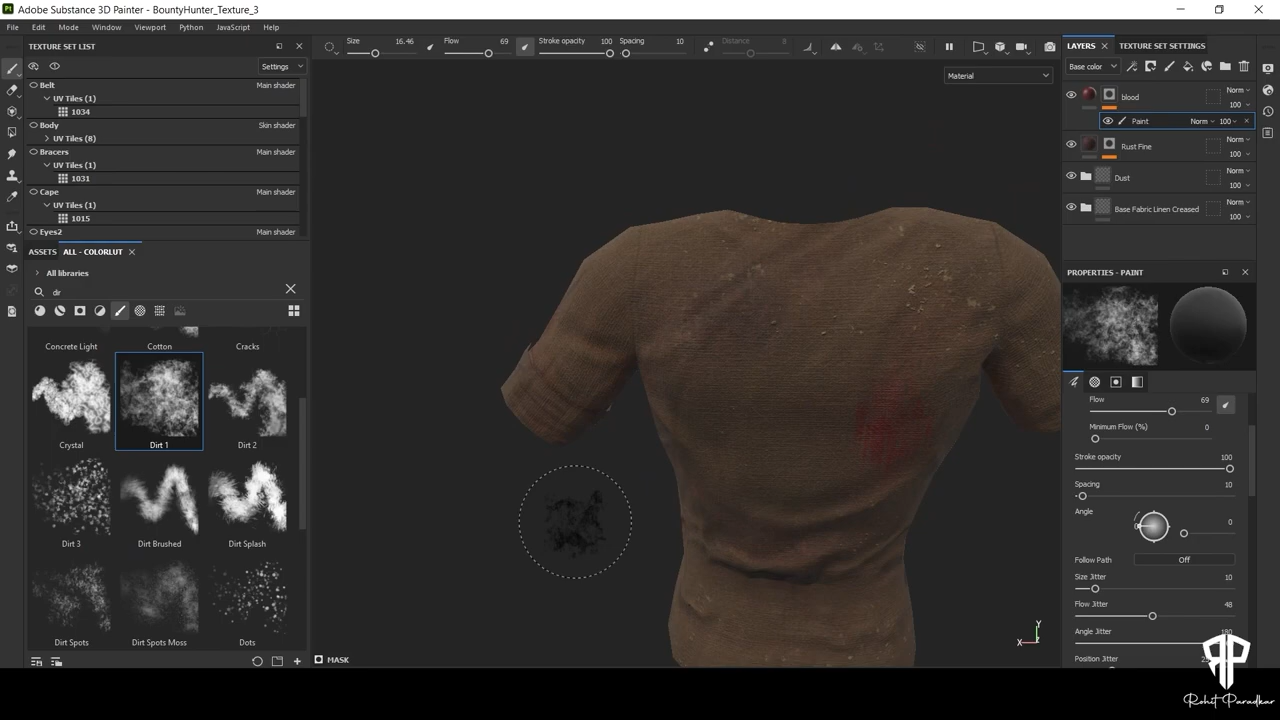 Adobe Substance 3D Painter - BountyHunter_Texture_3
File Edit Mode Window Viewport Python JavaScript Help
TEXTURE SET LIST
Size 16.46 Flow 69 Stroke opacity 100 Spacing 10 Distance 8
LAYERS TEXTURE SET SETTINGS
Settings
Base color
Material
Belt Main shader
UV Tiles (1)
1034
Body Skin shader
UV Tiles (8)
Bracers Main shader
UV Tiles (1)
1031
Cape Main shader
UV Tiles (1)
1015
Eyes2 Main shader
blood Norm 100
Paint Norm 100
Rust Fine Norm 100
Dust Norm 100
Base Fabric Linen Creased Norm 100
ASSETS ALL - COLORLUT
All libraries
dr
Concrete Light Cotton Cracks
Crystal Dirt 1 Dirt 2
Dirt 3 Dirt Brushed Dirt Splash
Dirt Spots Dirt Spots Moss Dots
PROPERTIES - PAINT
Flow 69
Minimum Flow (%) 0
Stroke opacity 100
Spacing 10
Angle 0
Follow Path Off
Size Jitter 10
Flow Jitter 48
Angle Jitter 180
Position Jitter
Y
X
MASK
Rohit Paradkar